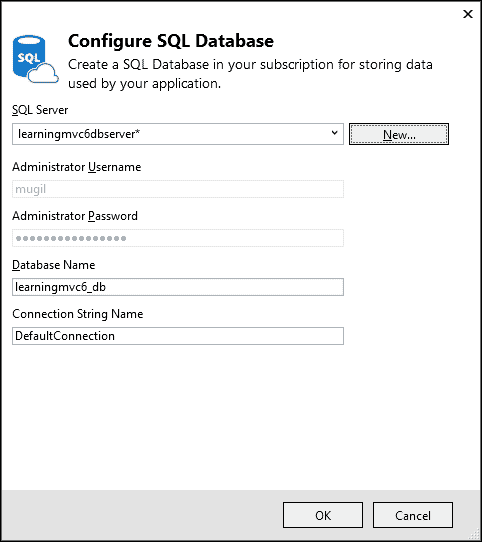 SQL
Configure SQL Database
Create a SQL Database in your subscription for storing data
used by your application.
SQL Server
learningmvc6dbserver*
New...
Administrator Username
mugil
Administrator Password
••••••••••••••••
Database Name
learningmvc6_db
Connection String Name
DefaultConnection
OK
Cancel